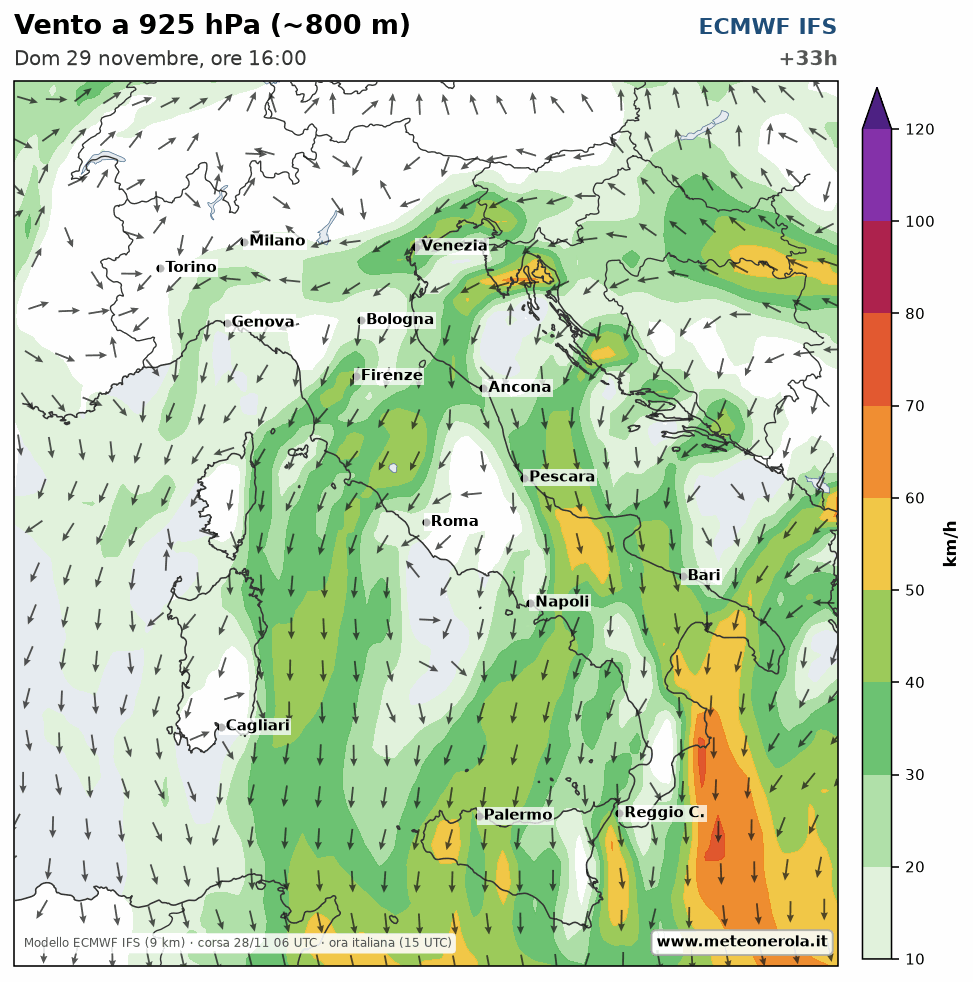 Vento a 925 hPa (~800 m)
ECMWF IFS
Dom 29 novembre, ore 16:00
+33h
120
100
80
70
60
50
40
30
20
10
km/h
Milano
Venezia
Torino
Genova
Bologna
Firenze
Ancona
Pescara
Roma
Bari
Napoli
Cagliari
Palermo
Reggio C.
Modello ECMWF IFS (9 km) · corsa 28/11 06 UTC · ora italiana (15 UTC)
www.meteonerola.it